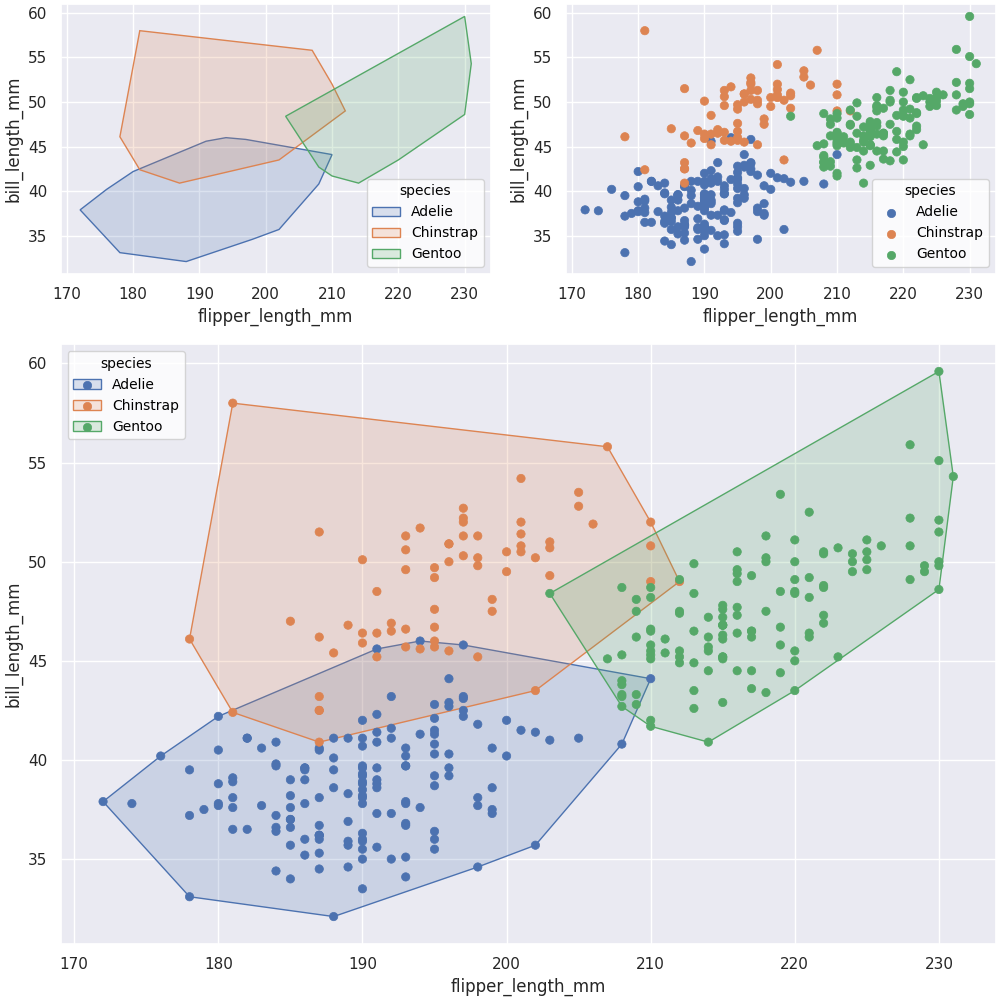 60
55
50
45
40
35
bill_length_mm
170 180 190 200 210 220 230
flipper_length_mm
species
Adelie
Chinstrap
Gentoo
60
55
50
45
40
35
bill_length_mm
170 180 190 200 210 220 230
flipper_length_mm
species
Adelie
Chinstrap
Gentoo
60
55
50
45
40
35
bill_length_mm
170 180 190 200 210 220 230
flipper_length_mm
species
Adelie
Chinstrap
Gentoo